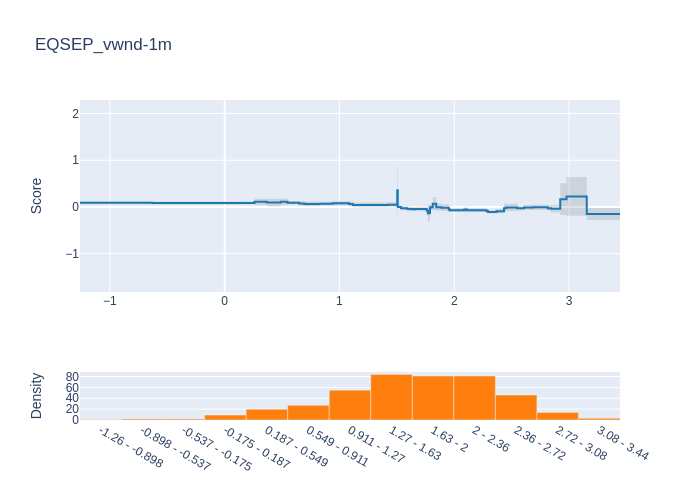 EQSEP_vwnd-1m
Score
2
1
0
−1
−1
0
1
2
3
Density
80
60
40
20
0
-1.26 - -0.898
-0.898 - -0.537
-0.537 - -0.175
-0.175 - 0.187
0.187 - 0.549
0.549 - 0.911
0.911 - 1.27
1.27 - 1.63
1.63 - 2
2 - 2.36
2.36 - 2.72
2.72 - 3.08
3.08 - 3.44